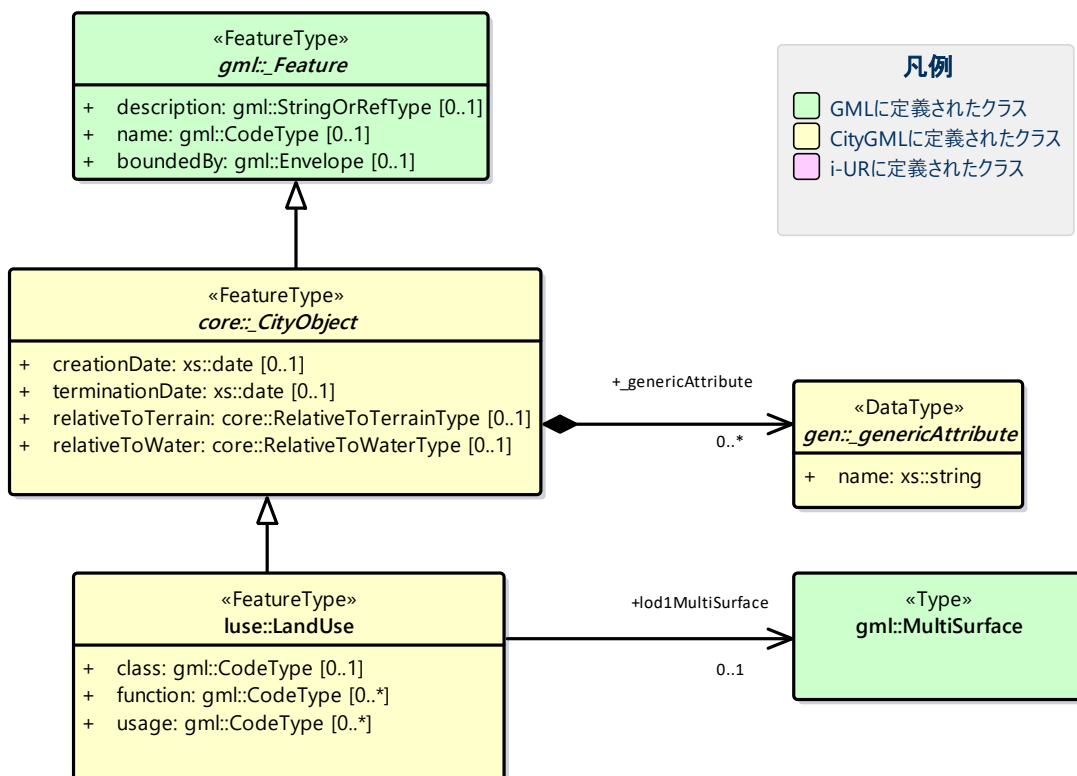 «FeatureType»
gml::_Feature
+ description: gml::StringOrRefType [0..1]
+ name: gml::CodeType [0..1]
+ boundedBy: gml::Envelope [0..1]
凡例
GMLに定義されたクラス
CityGMLに定義されたクラス
i-URに定義されたクラス
«FeatureType»
core::_CityObject
+ creationDate: xs::date [0..1]
+ terminationDate: xs::date [0..1]
+ relativeToTerrain: core::RelativeToTerrainType [0..1]
+ relativeToWater: core::RelativeToWaterType [0..1]
+_genericAttribute
0..*
«DataType»
gen::_genericAttribute
+ name: xs::string
«FeatureType»
luse::LandUse
+ class: gml::CodeType [0..1]
+ function: gml::CodeType [0..*]
+ usage: gml::CodeType [0..*]
+lod1MultiSurface
0..1
«Type»
gml::MultiSurface